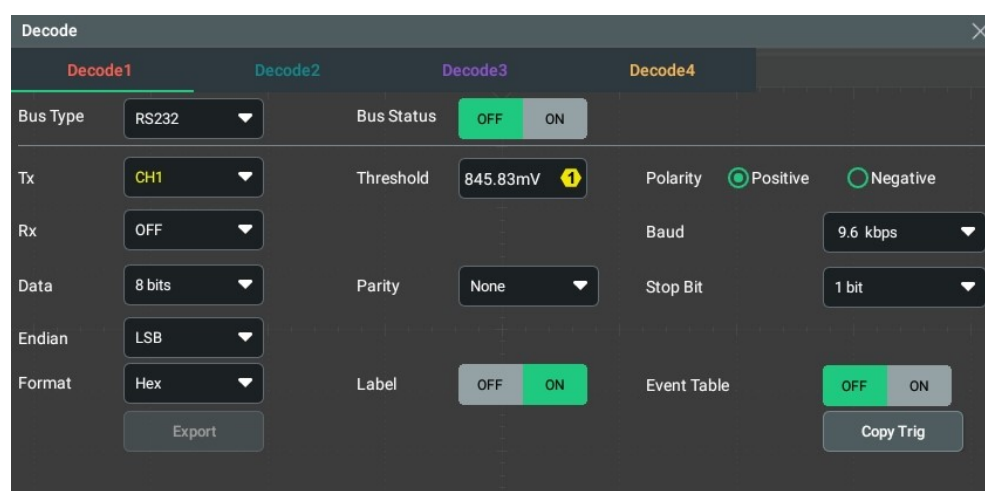 Decode
Decode1 Decode2 Decode3 Decode4
Bus Type RS232 Bus Status OFF ON
Tx CH1 Threshold 845.83mV 1 Polarity Positive Negative
Rx OFF Baud 9.6 kbps
Data 8 bits Parity None Stop Bit 1 bit
Endian LSB
Format Hex Label OFF ON Event Table OFF ON
Export Copy Trig